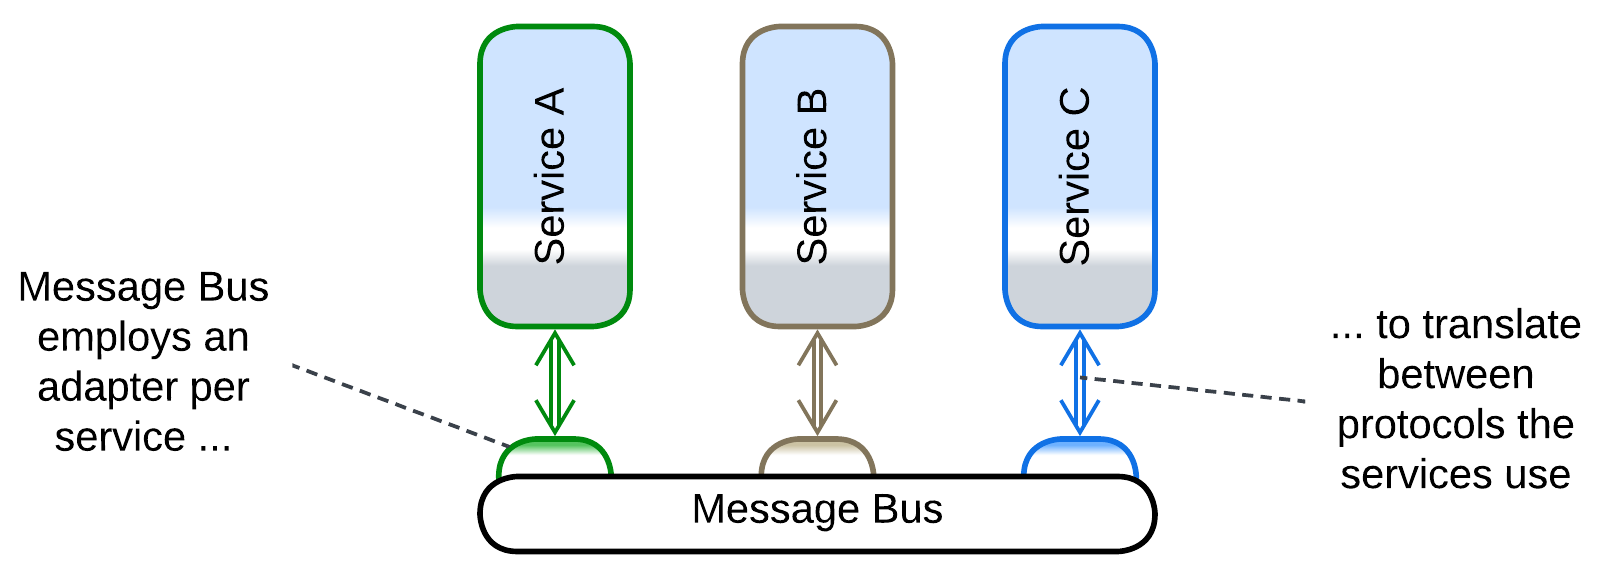 Service A
Service B
Service C
Message Bus
employs an
adapter per
service ...
... to translate
between
protocols the
services use
Message Bus